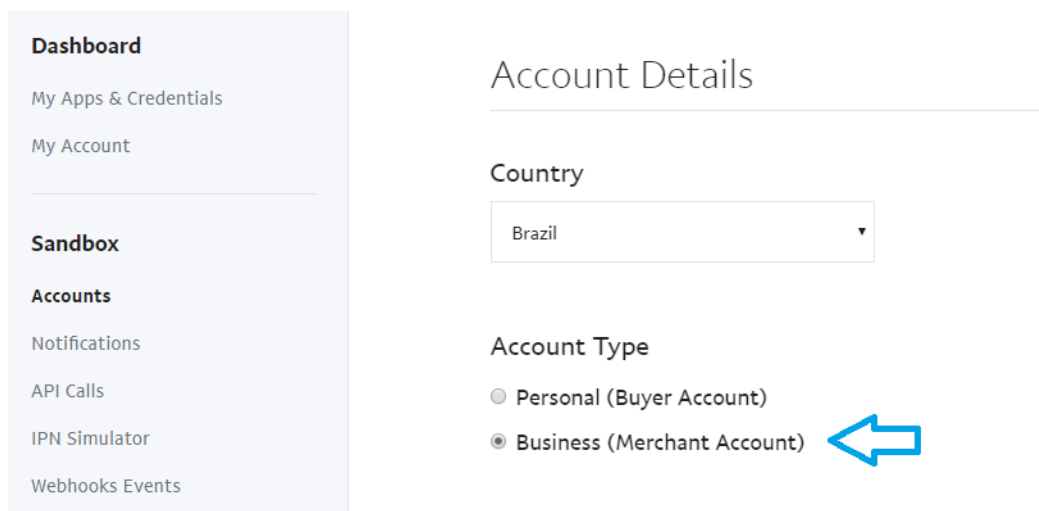 Dashboard
My Apps & Credentials
My Account
Sandbox
Accounts
Notifications
API Calls
IPN Simulator
Webhooks Events
Account Details
Country
Brazil
Account Type
Personal (Buyer Account)
Business (Merchant Account)